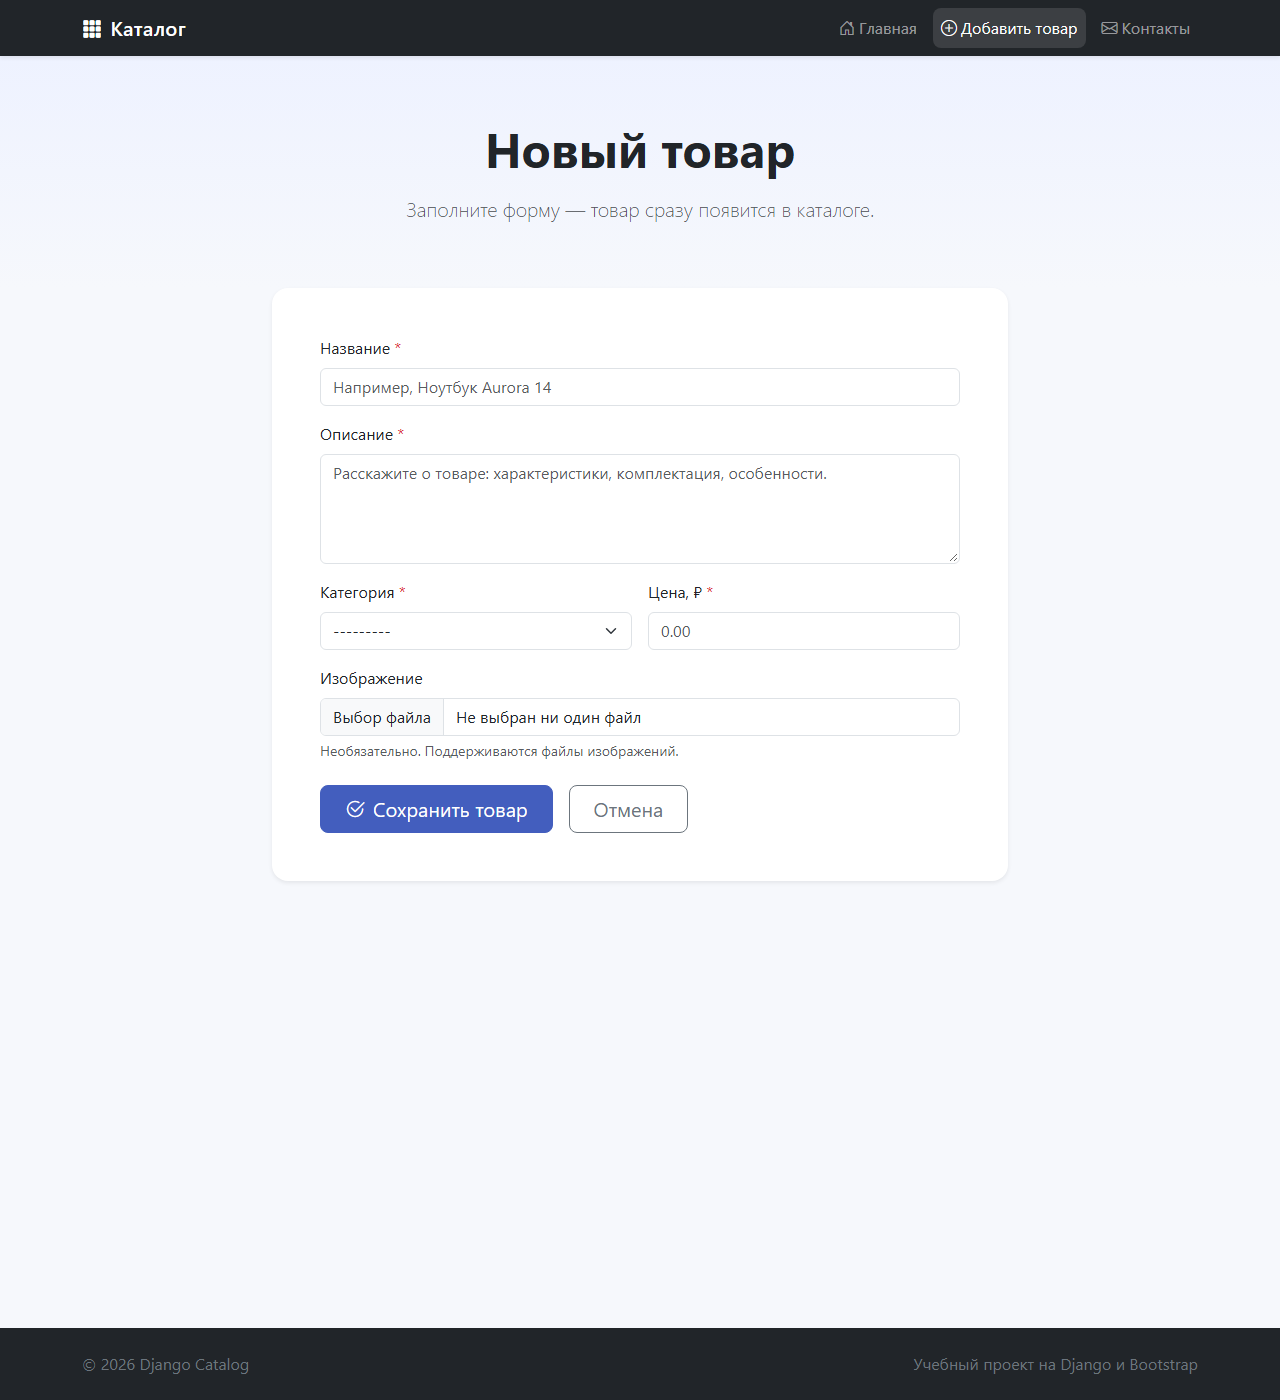 Каталог
Главная
Добавить товар
Контакты
Новый товар
Заполните форму — товар сразу появится в каталоге.
Название *
Например, Ноутбук Aurora 14
Описание *
Расскажите о товаре: характеристики, комплектация, особенности.
Категория *
Цена, ₽ *
---------
0.00
Изображение
Выбор файла Не выбран ни один файл
Необязательно. Поддерживаются файлы изображений.
Сохранить товар
Отмена
© 2026 Django Catalog
Учебный проект на Django и Bootstrap